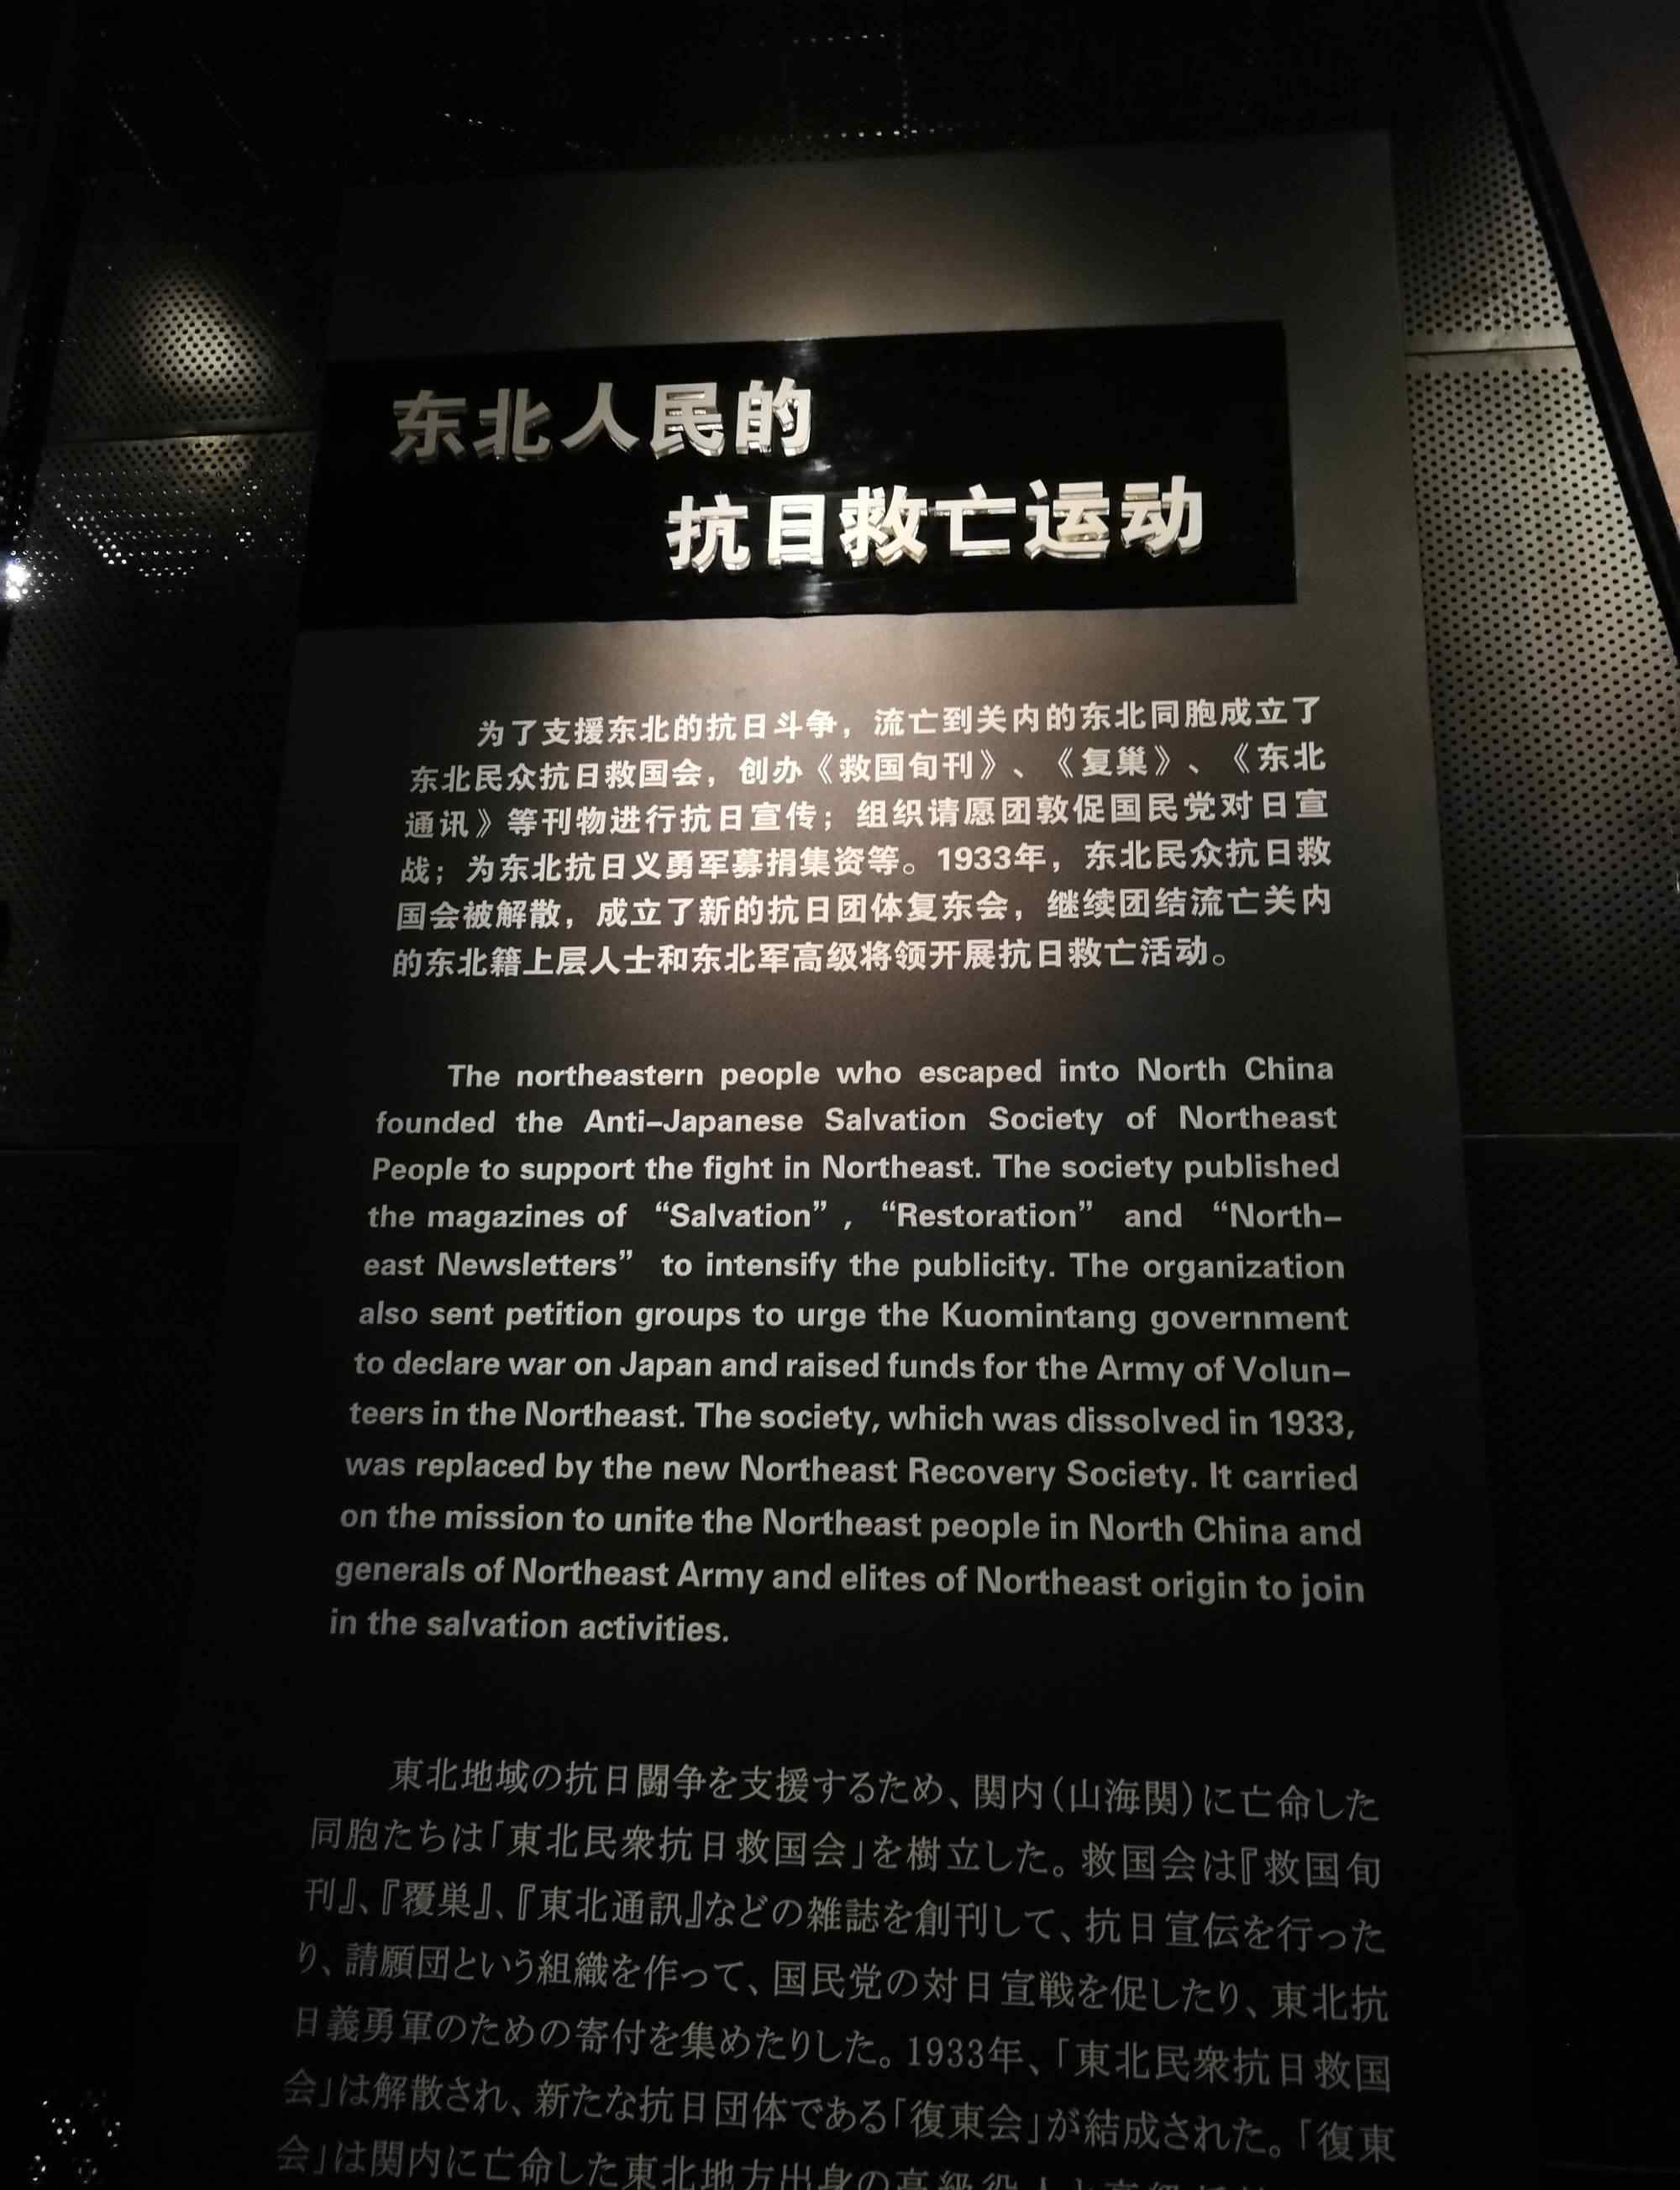 东北人民的
抗日救亡运动
为了支援东北的抗日斗争，流亡到关内的东北同胞成立了
东北民众抗日救国会，创办《救国旬刊》、《复巢》、《东北
通讯》等刊物进行抗日宣传；组织请愿团敦促国民党对日宣
战；为东北抗日义勇军募捐集资等。1933年，东北民众抗日救
国会被解散，成立了新的抗日团体复东会，继续团结流亡关内
的东北籍上层人士和东北军高级将领开展抗日救亡活动。
The northeastern people who escaped into North China
founded the Anti-Japanese Salvation Society of Northeast
People to support the fight in Northeast. The society published
the magazines of “Salvation”, “Restoration” and “North-
east Newsletters” to intensify the publicity. The organization
also sent petition groups to urge the Kuomintang government
to declare war on Japan and raised funds for the Army of Volun-
teers in the Northeast. The society, which was dissolved in 1933,
was replaced by the new Northeast Recovery Society. It carried
on the mission to unite the Northeast people in North China and
generals of Northeast Army and elites of Northeast origin to join
in the salvation activities.
東北地域の抗日闘争を支援するため、関内（山海関）に亡命した
同胞たちは「東北民衆抗日救国会」を樹立した。救国会は『救国旬
刊』、『覆巣』、『東北通訊』などの雑誌を創刊して、抗日宣伝を行った
り、請願団という組織を作って、国民党の対日宣戦を促したり、東北抗
日義勇軍のための寄付を集めたりした。1933年、「東北民衆抗日救国
会」は解散され、新たな抗日団体である「復東会」が結成された。「復東
会」は関内に亡命した東北地方出身の高級役人と